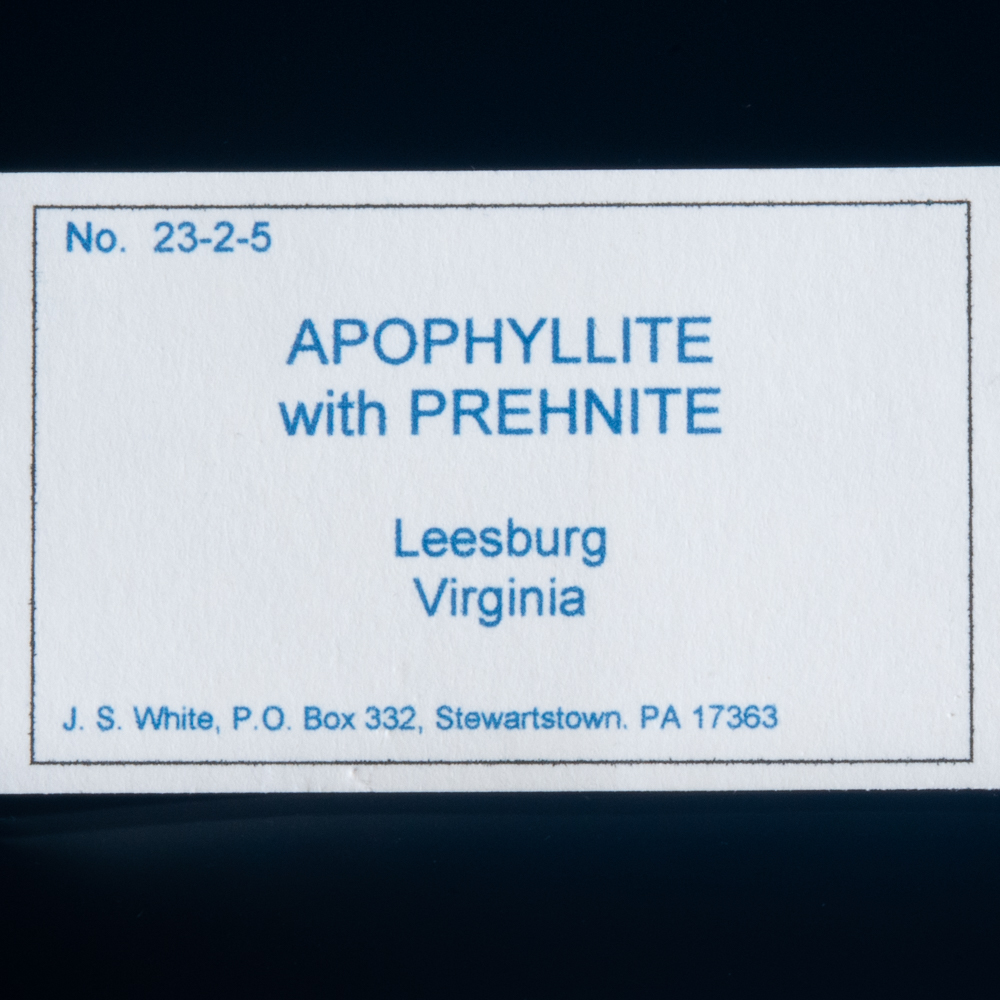 No. 23-2-5
APOPHYLLITE
with PREHNITE
Leesburg
Virginia
J. S. White, P.O. Box 332, Stewartstown. PA 17363